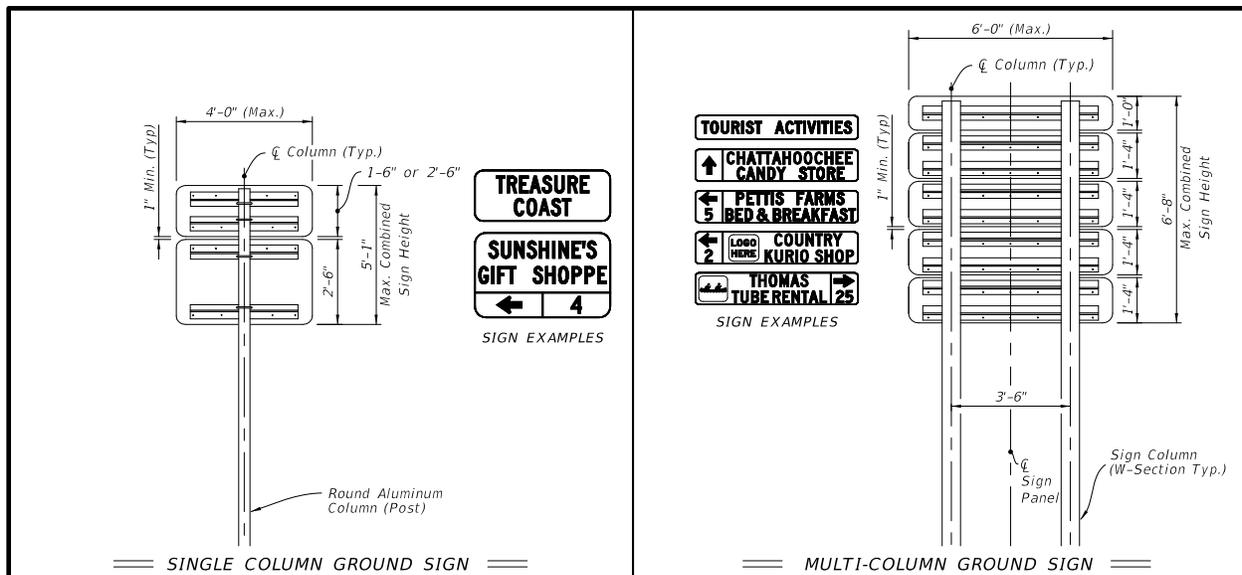 4'-0" (Max.)
1" Min. (Typ)
℄ Column (Typ.)
1-6" or 2'-6"
2'-6"
5'-1"
Max. Combined
Sign Height
TREASURE
COAST
SUNSHINE'S
GIFT SHOPPE
← 4
SIGN EXAMPLES
Round Aluminum
Column (Post)
SINGLE COLUMN GROUND SIGN
6'-0" (Max.)
℄ Column (Typ.)
1" Min. (Typ)
TOURIST ACTIVITIES
↑ CHATTAHOOCHEE
CANDY STORE
← PETTIS FARMS
5 BED & BREAKFAST
← LOGO COUNTRY
2 HERE KURIO SHOP
THOMAS →
TUBE RENTAL 25
SIGN EXAMPLES
1'-0"
1'-4"
1'-4"
1'-4"
1'-4"
6'-8"
Max. Combined
Sign Height
3'-6"
℄
Sign
Panel
Sign Column
(W-Section Typ.)
MULTI-COLUMN GROUND SIGN